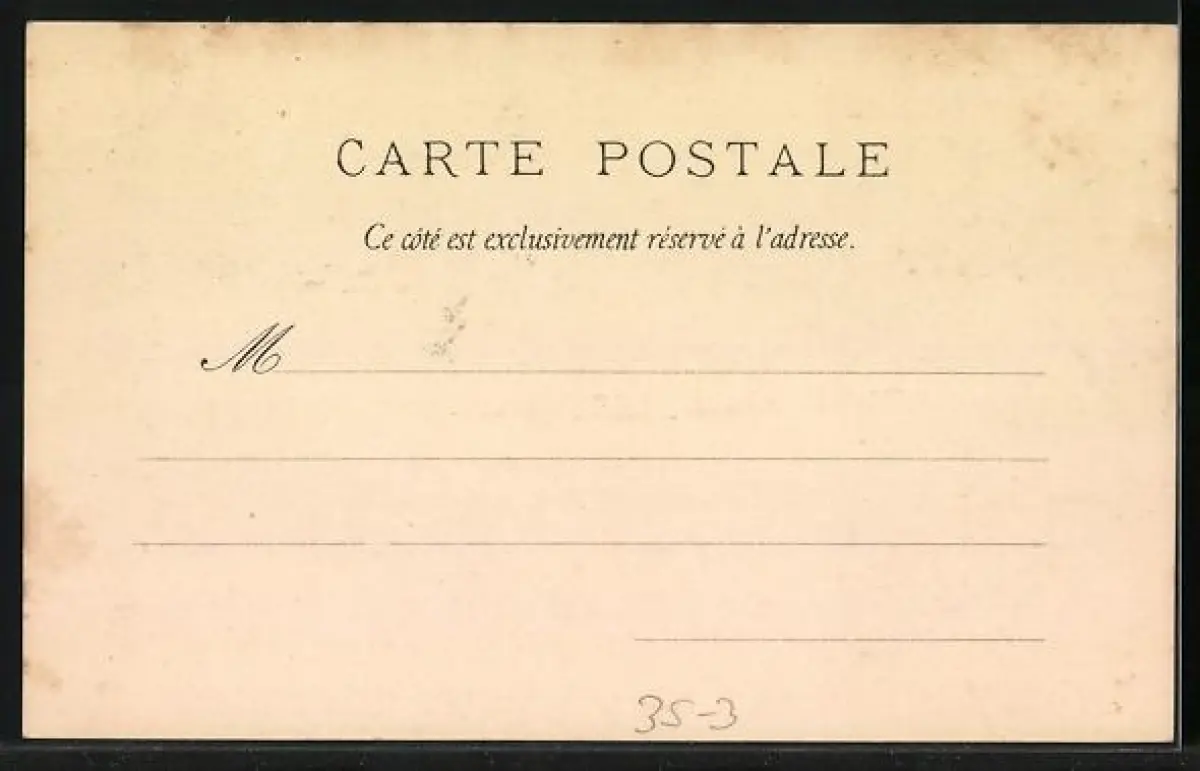 CARTE POSTALE
Ce côté est exclusivement réservé à l'adresse.
M
35-3